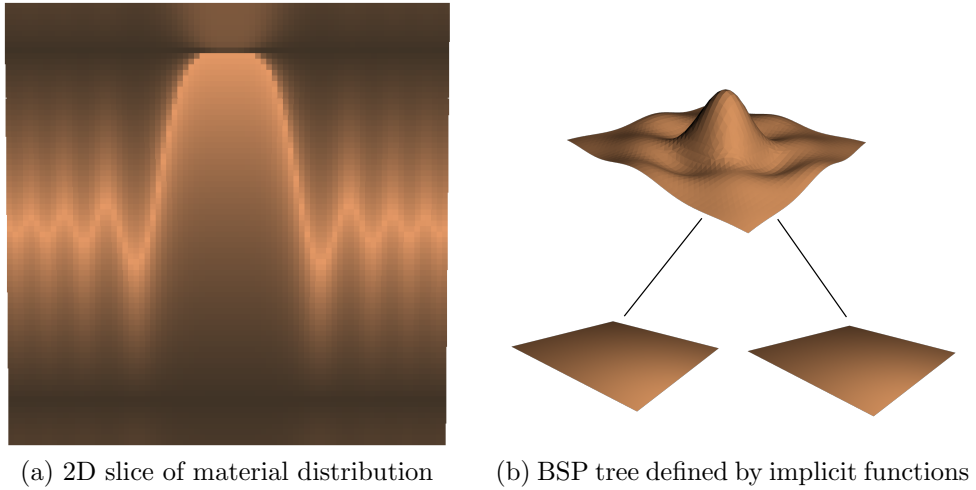 (a) 2D slice of material distribution
(b) BSP tree defined by implicit functions